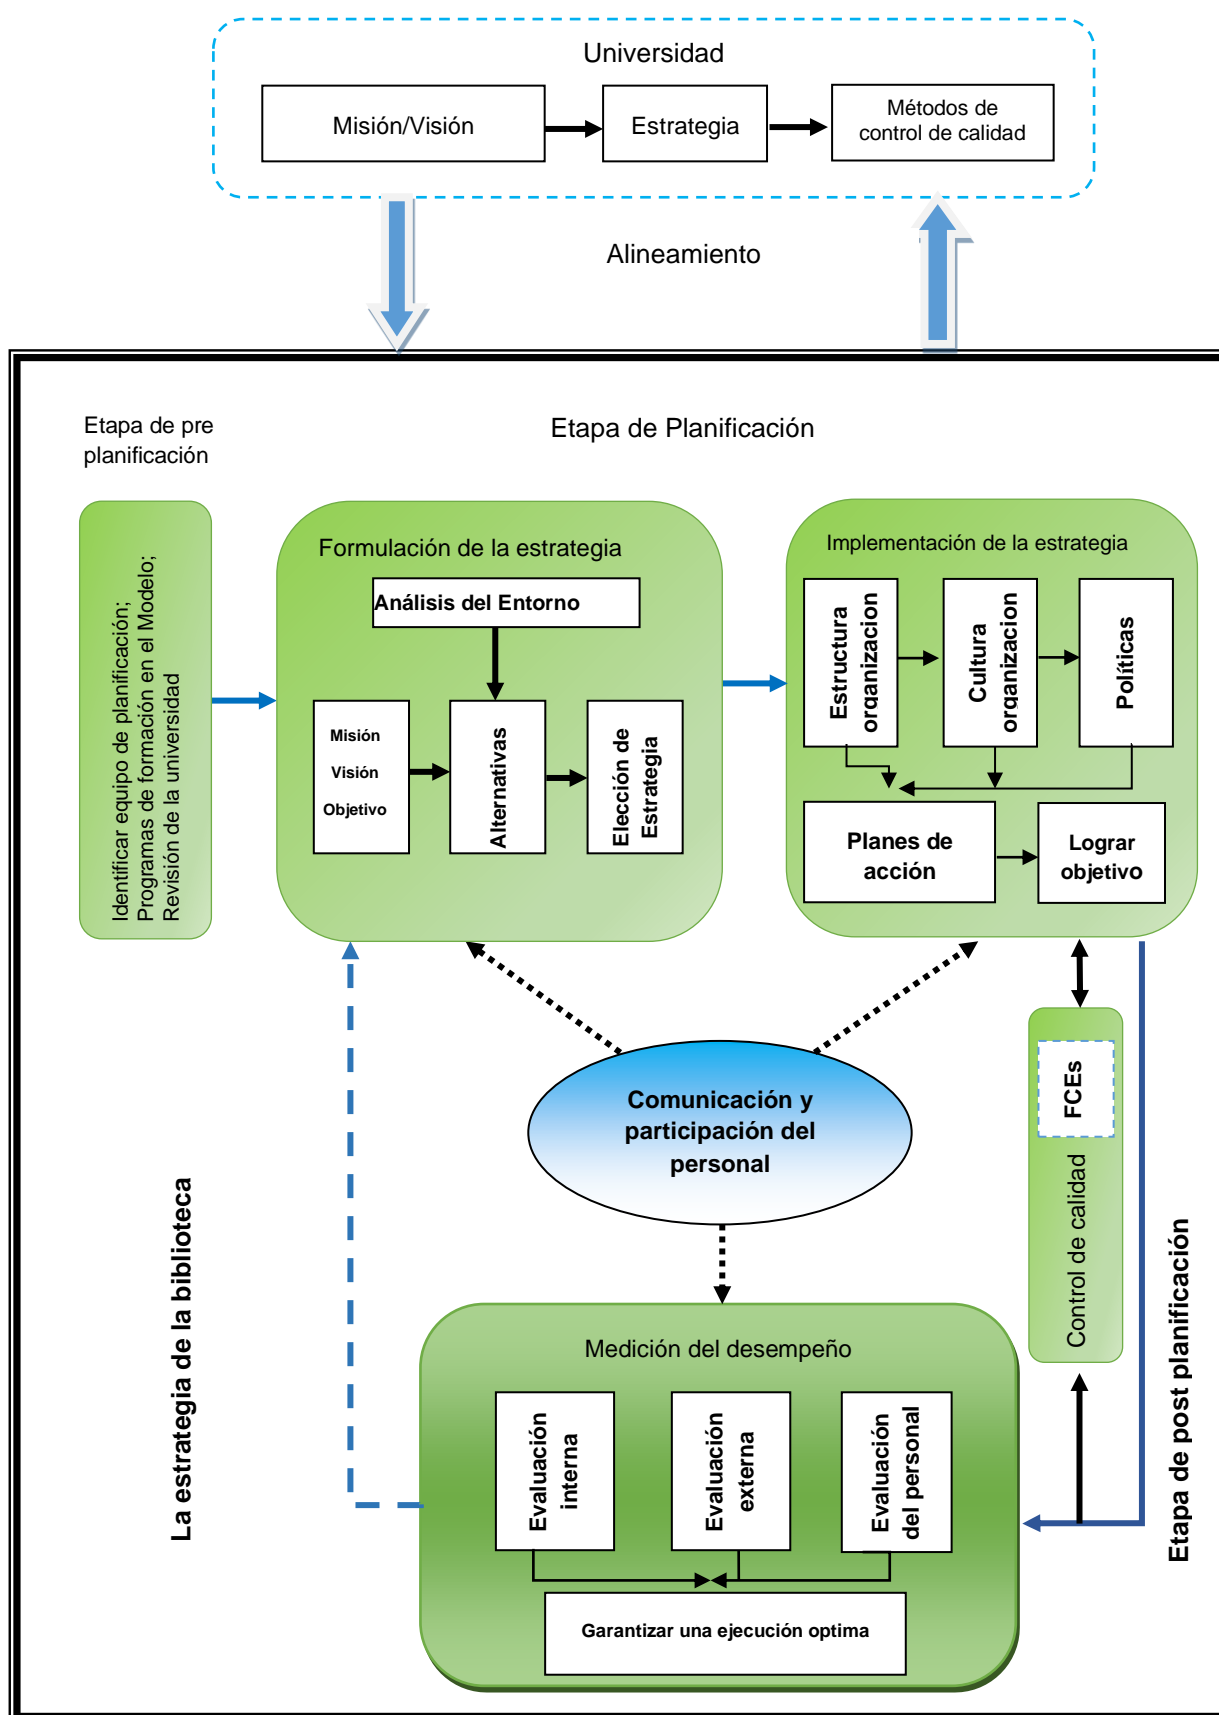 Universidad
Misión/Visión
Estrategia
Métodos de
control de calidad
Alineamiento
Etapa de pre
planificación
Etapa de Planificación
Identificar equipo de planificación;
Programas de formación en el Modelo;
Revisión de la universidad
Formulación de la estrategia
Análisis del Entorno
Misión
Visión
Objetivo
Alternativas
Elección de
Estrategia
Implementación de la estrategia
Estructura
organizacion
Cultura
organizacion
Políticas
Planes de
acción
Lograr
objetivo
Comunicación y
participación del
personal
FCEs
Control de calidad
La estrategia de la biblioteca
Etapa de post planificación
Medición del desempeño
Evaluación
interna
Evaluación
externa
Evaluación
del personal
Garantizar una ejecución optima